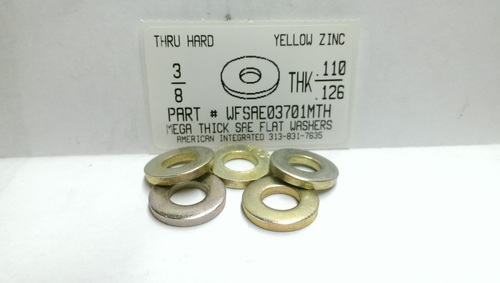 THRU HARD YELLOW ZINC
3/8 THK .110
.126
PART # WFSAE03701MTH
MEGA THICK SAE FLAT WASHERS
AMERICAN INTEGRATED 313-831-7635